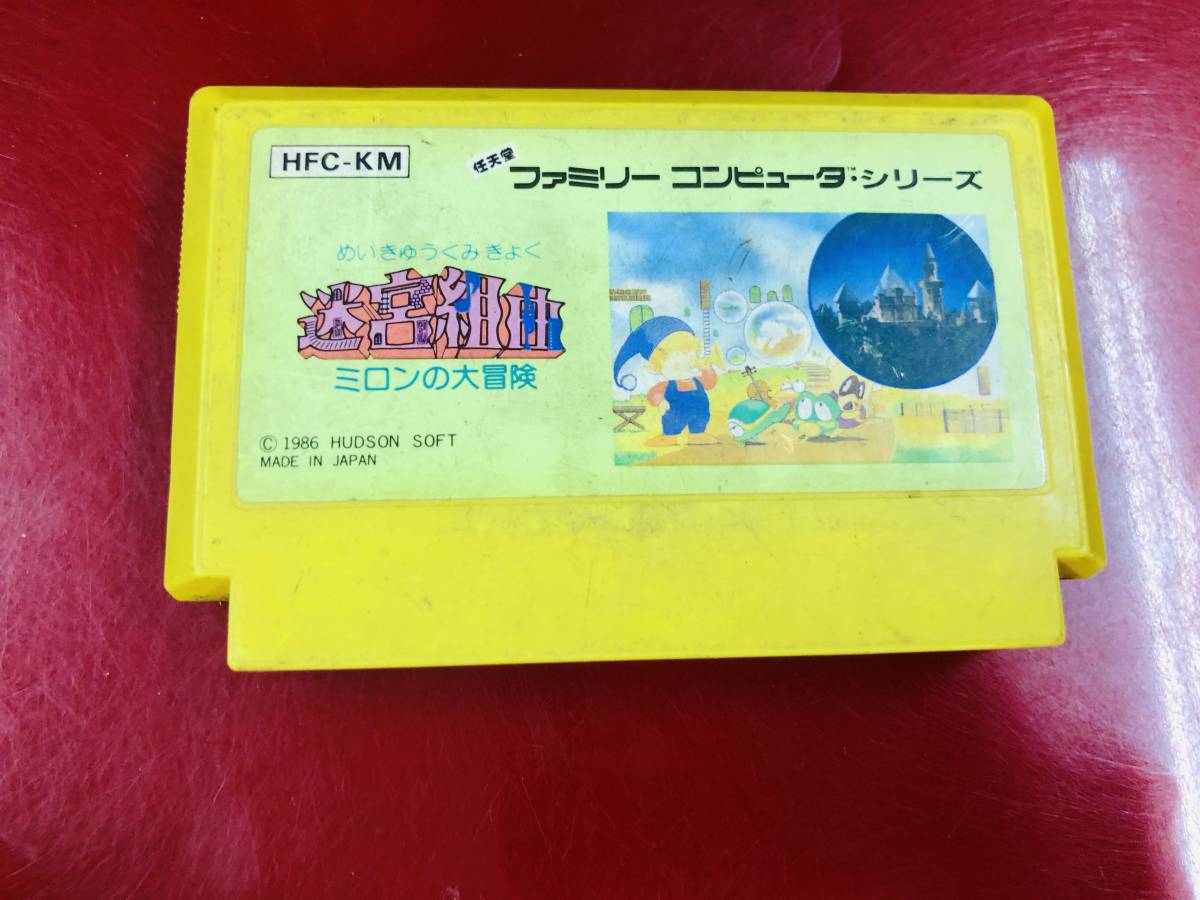 HFC-KM
任天堂
ファミリー コンピュータ・シリーズ
めいきゅうくみきょく
迷宮組曲
ミロンの大冒険
© 1986 HUDSON SOFT
MADE IN JAPAN